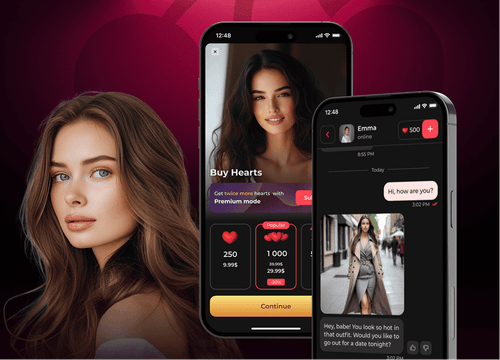 12:48
Buy Hearts
Get twice more hearts with
Premium mode
Popular
250
9.99$
1 000
39.99$
29.99$
Continue
12:48
Emma
online
500
+
8:55 PM
Today
Hi, how are you?
3:02 PM
Hey, babe! You look so hot in
that outfit. Would you like to
go out for a date tonight?
3:02 PM